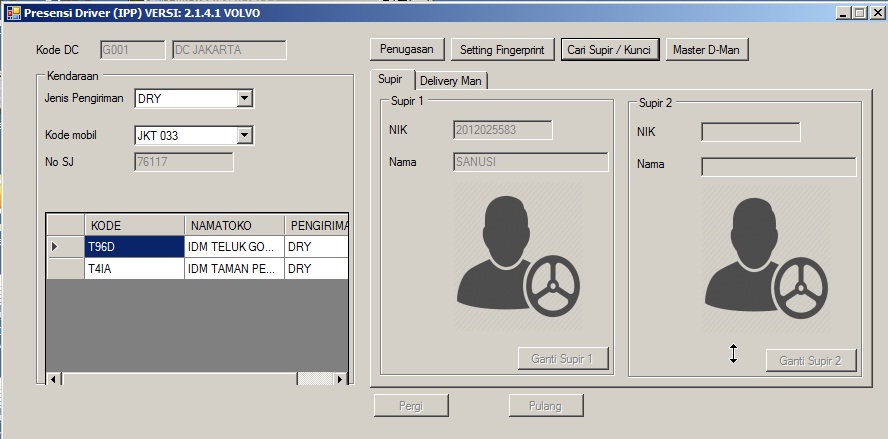 Presensi Driver (IPP) VERSI: 2.1.4.1 VOLVO
Kode DC G001 DC JAKARTA
Penugasan Setting Fingerprint Cari Supir / Kunci Master D-Man
Kendaraan
Jenis Pengiriman DRY
Kode mobil JKT 033
No SJ 76117
KODE NAMATOKO PENGIRIMA
T96D IDM TELUK GO... DRY
T4IA IDM TAMAN PE... DRY
Supir Delivery Man
Supir 1
NIK 2012025583
Nama SANUSI
Ganti Supir 1
Supir 2
NIK
Nama
Ganti Supir 2
Pergi Pulang